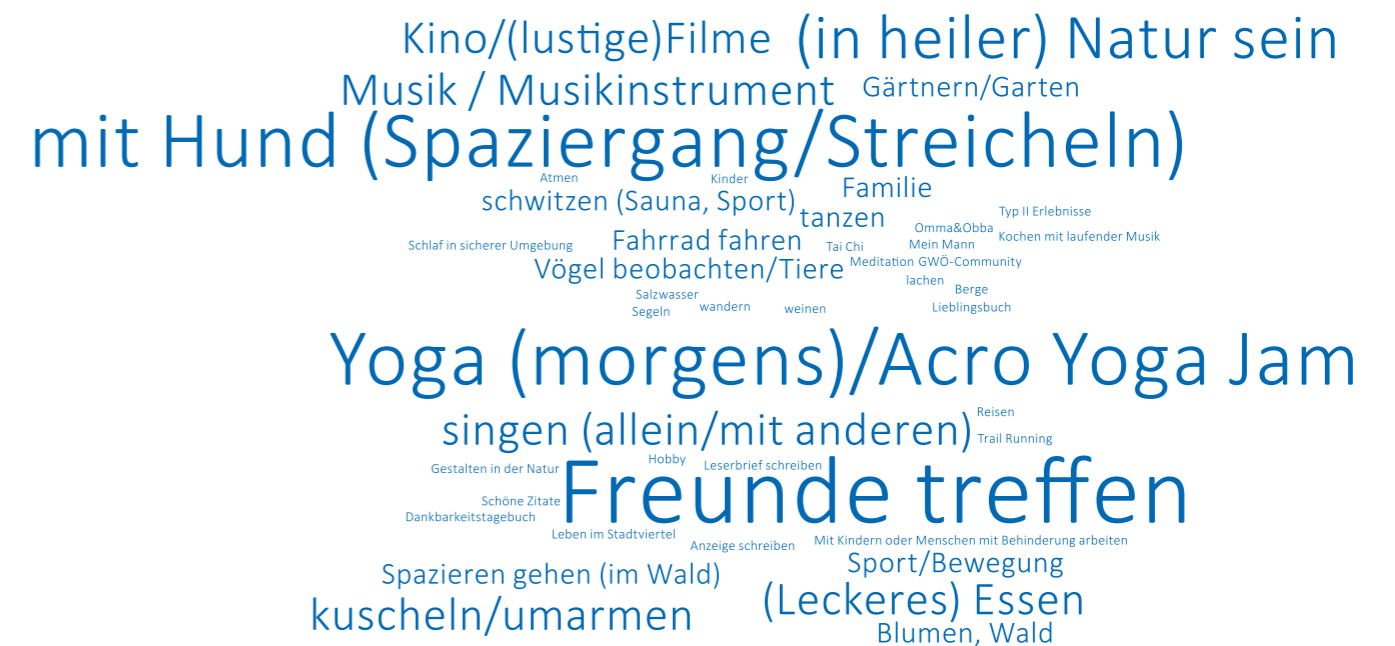 Kino/(lustige)Filme
(in heiler) Natur sein
Musik / Musikinstrument
Gärtnern/Garten
mit Hund (Spaziergang/Streicheln)
Atmen
Kinder
Familie
schwitzen (Sauna, Sport)
tanzen
Typ II Erlebnisse
Omma&Obba
Schlaf in sicherer Umgebung
Fahrrad fahren
Tai Chi
Mein Mann
Kochen mit laufender Musik
Vögel beobachten/Tiere
Meditation
GWÖ-Community
lachen
Berge
Salzwasser
Segeln
wandern
weinen
Lieblingsbuch
Yoga (morgens)/Acro Yoga Jam
Reisen
singen (allein/mit anderen)
Trail Running
Hobby
Leserbrief schreiben
Gestalten in der Natur
Freunde treffen
Schöne Zitate
Dankbarkeitstagebuch
Leben im Stadtviertel
Anzeige schreiben
Mit Kindern oder Menschen mit Behinderung arbeiten
Sport/Bewegung
Spazieren gehen (im Wald)
(Leckeres) Essen
kuscheln/umarmen
Blumen, Wald